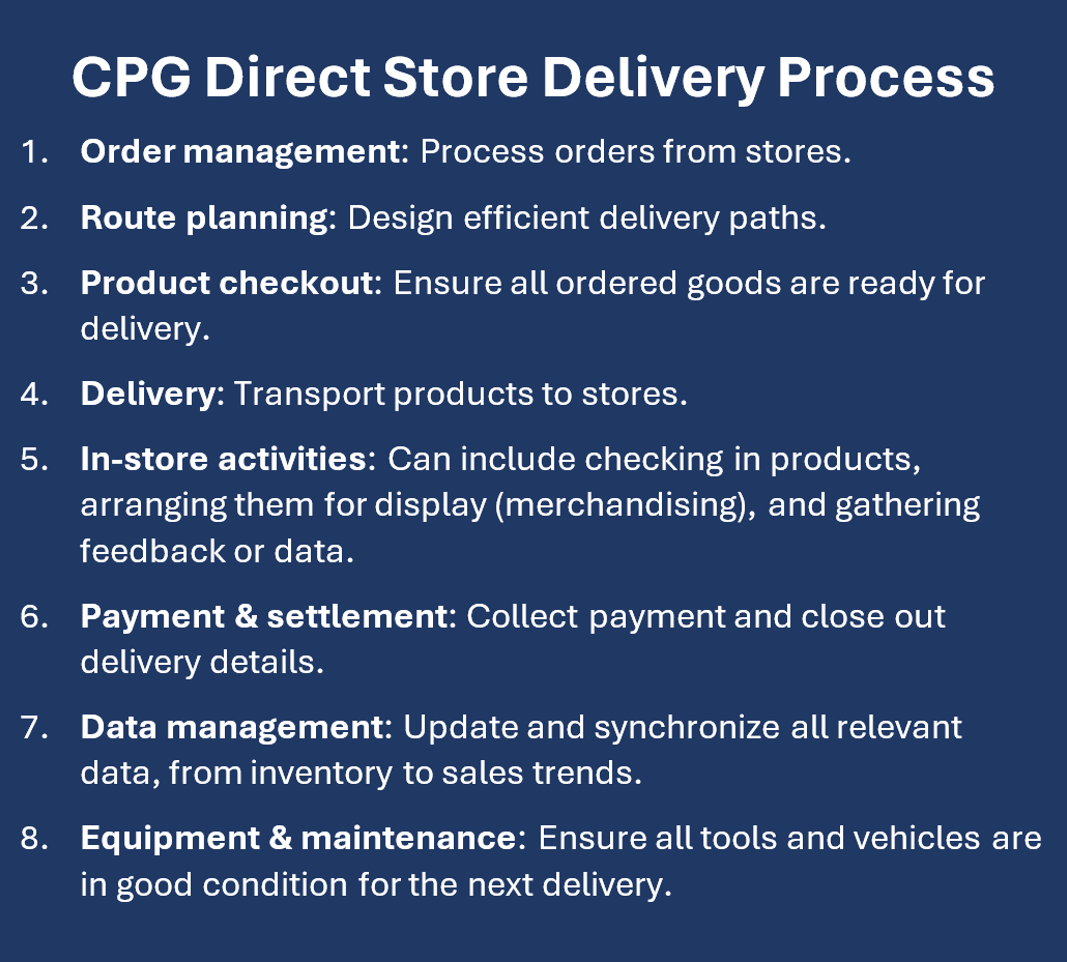 CPG Direct Store Delivery Process
1. Order management: Process orders from stores.
2. Route planning: Design efficient delivery paths.
3. Product checkout: Ensure all ordered goods are ready for
delivery.
4. Delivery: Transport products to stores.
5. In-store activities: Can include checking in products,
arranging them for display (merchandising), and gathering
feedback or data.
6. Payment & settlement: Collect payment and close out
delivery details.
7. Data management: Update and synchronize all relevant
data, from inventory to sales trends.
8. Equipment & maintenance: Ensure all tools and vehicles are
in good condition for the next delivery.